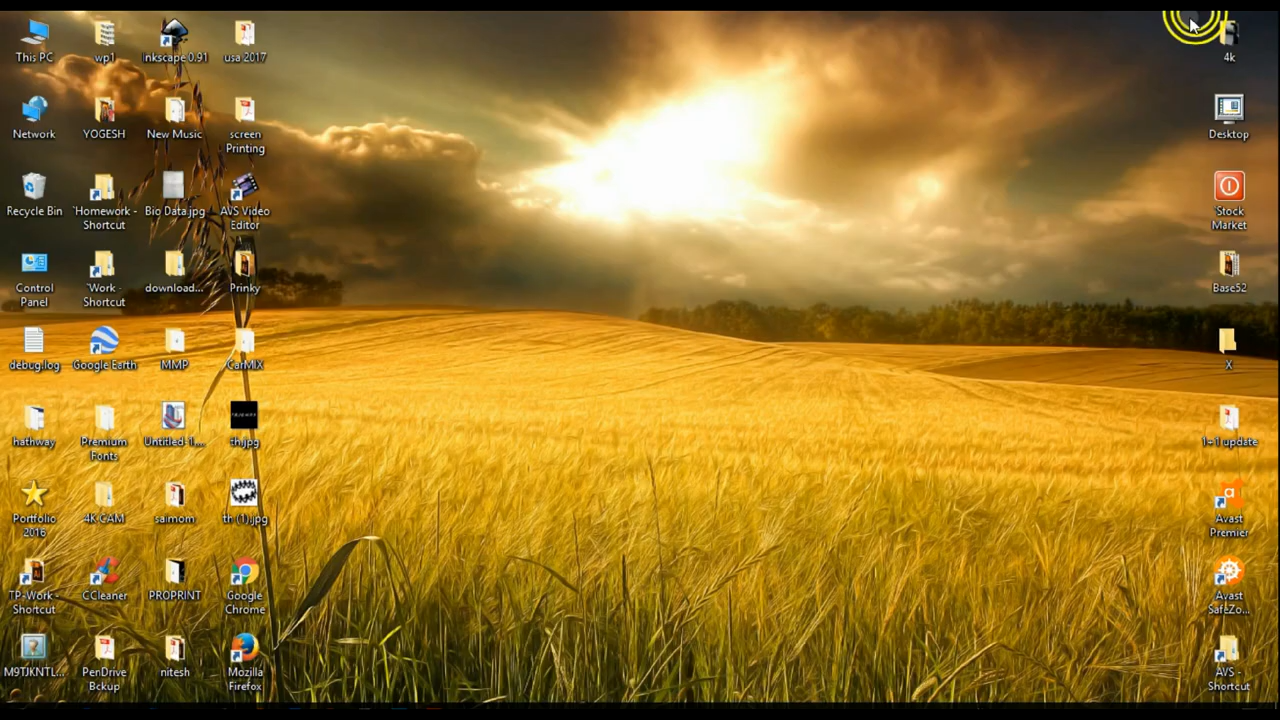 This PC
wp1
Inkscape 0.91
usa 2017
4k
Network
YOGESH
New Music
screen
Printing
Desktop
Recycle Bin
`Homework -
Shortcut
Bio Data.jpg
AVS Video
Editor
`Stock
Market
Control
Panel
`Work -
Shortcut
download...
Prinky
Base52
debug.log
Google Earth
MMP
CarMIX
X
hathway
Premium
Fonts
Untitled-1....
th.jpg
1+1 update
Portfolio
2016
4K CAM
saimom
th (1).jpg
Avast
Premier
TP-Work -
Shortcut
CCleaner
PROPRINT
Google
Chrome
Avast
SafeZo...
M9TJKNTL...
PenDrive
Bckup
nitesh
Mozilla
Firefox
AVS -
Shortcut